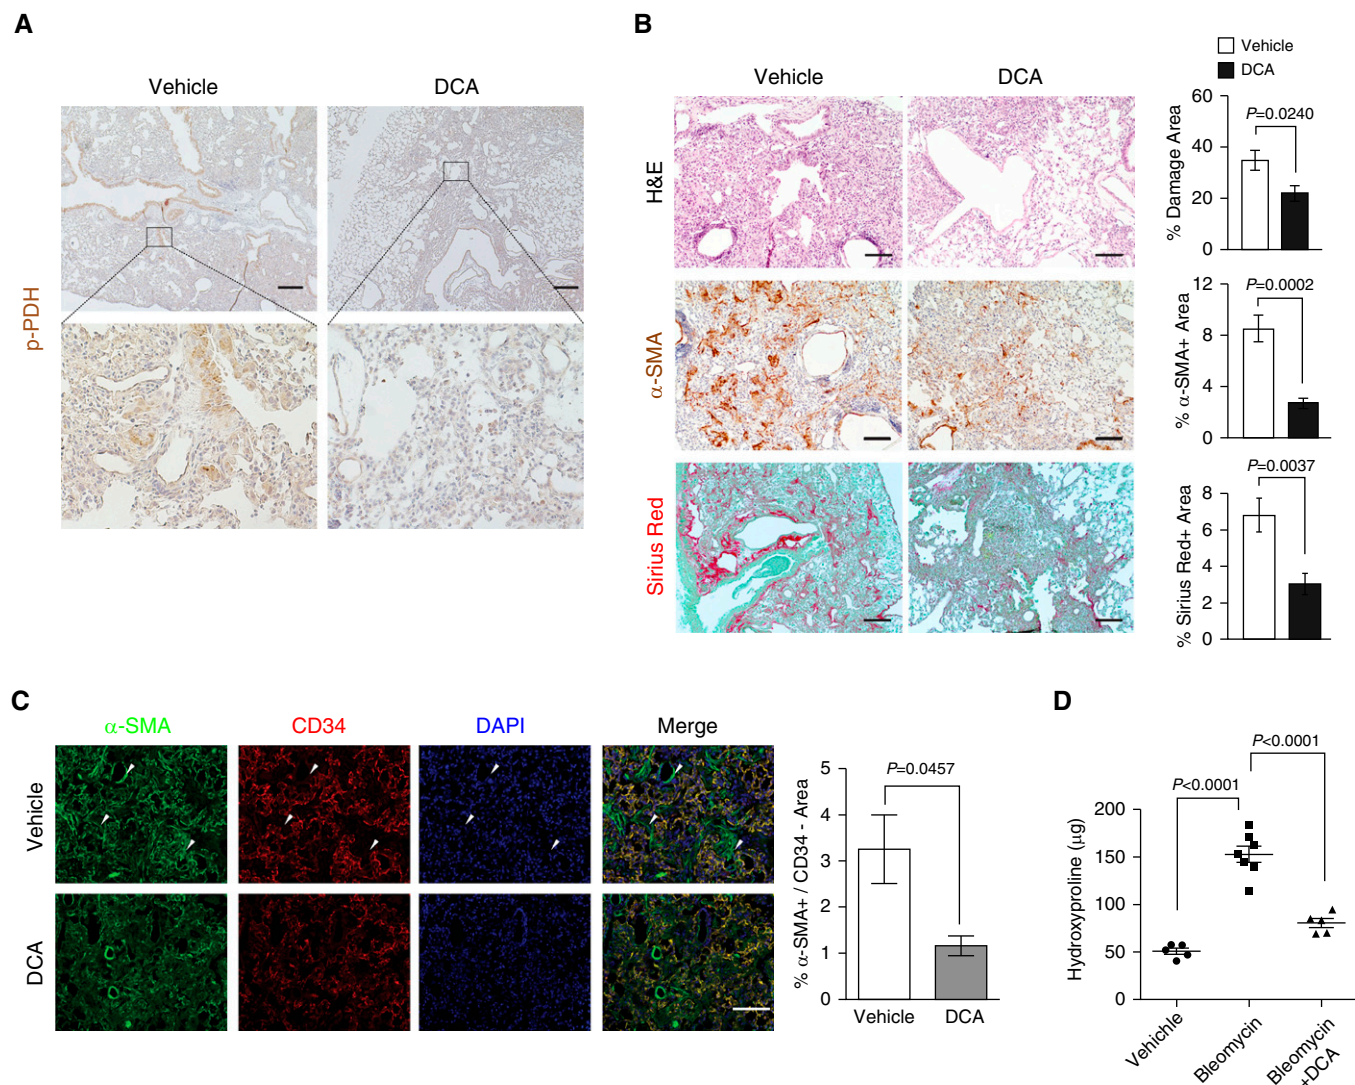 A
Vehicle
DCA
p-PDH
B
Vehicle
DCA
Vehicle
DCA
H&E
α-SMA
Sirius Red
60
40
20
0
% Damage Area
P=0.0240
12
8
4
0
% α-SMA+ Area
P=0.0002
8
6
4
2
0
% Sirius Red+ Area
P=0.0037
C
α-SMA
CD34
DAPI
Merge
Vehicle
DCA
5
4
3
2
1
0
% α-SMA+ / CD34 - Area
P=0.0457
Vehicle
DCA
D
P<0.0001
P<0.0001
200
150
100
50
0
Hydroxyproline (μg)
Vehichle
Bleomycin
Bleomycin
+DCA